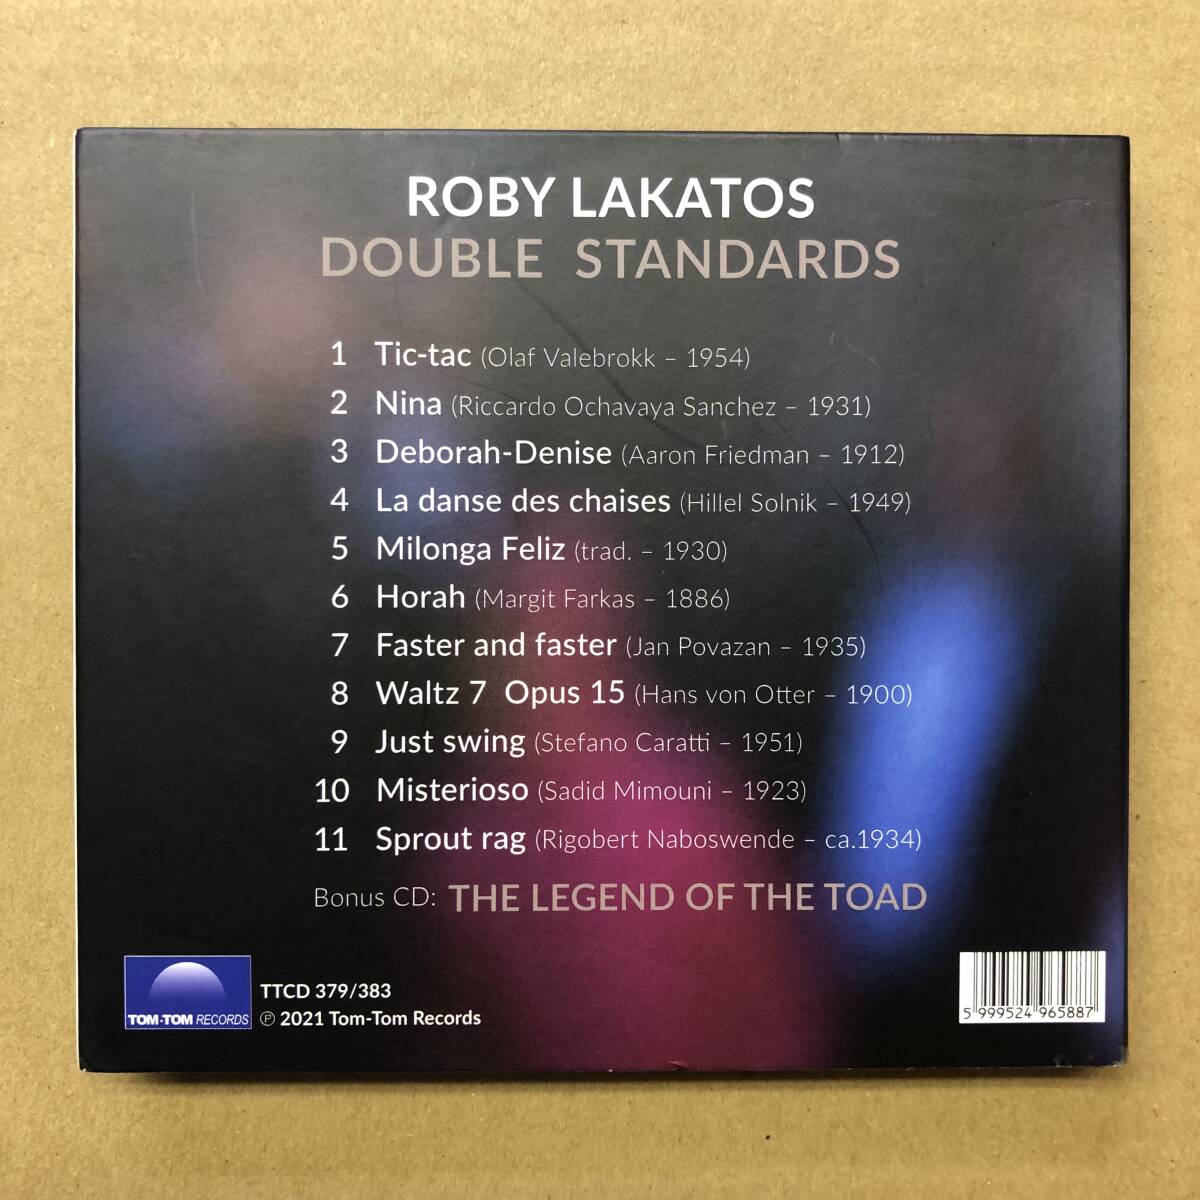 ROBY LAKATOS
DOUBLE STANDARDS
1 Tic-tac (Olaf Valebrokk – 1954)
2 Nina (Riccardo Ochavaya Sanchez – 1931)
3 Deborah-Denise (Aaron Friedman – 1912)
4 La danse des chaises (Hillel Solnik – 1949)
5 Milonga Feliz (trad. – 1930)
6 Horah (Margit Farkas – 1886)
7 Faster and faster (Jan Povazan – 1935)
8 Waltz 7 Opus 15 (Hans von Otter – 1900)
9 Just swing (Stefano Caratti – 1951)
10 Misterioso (Sadid Mimouni – 1923)
11 Sprout rag (Rigobert Naboswende – ca.1934)
Bonus CD: THE LEGEND OF THE TOAD
TOM-TOM RECORDS
TTCD 379/383
℗ 2021 Tom-Tom Records
5 999524 965887